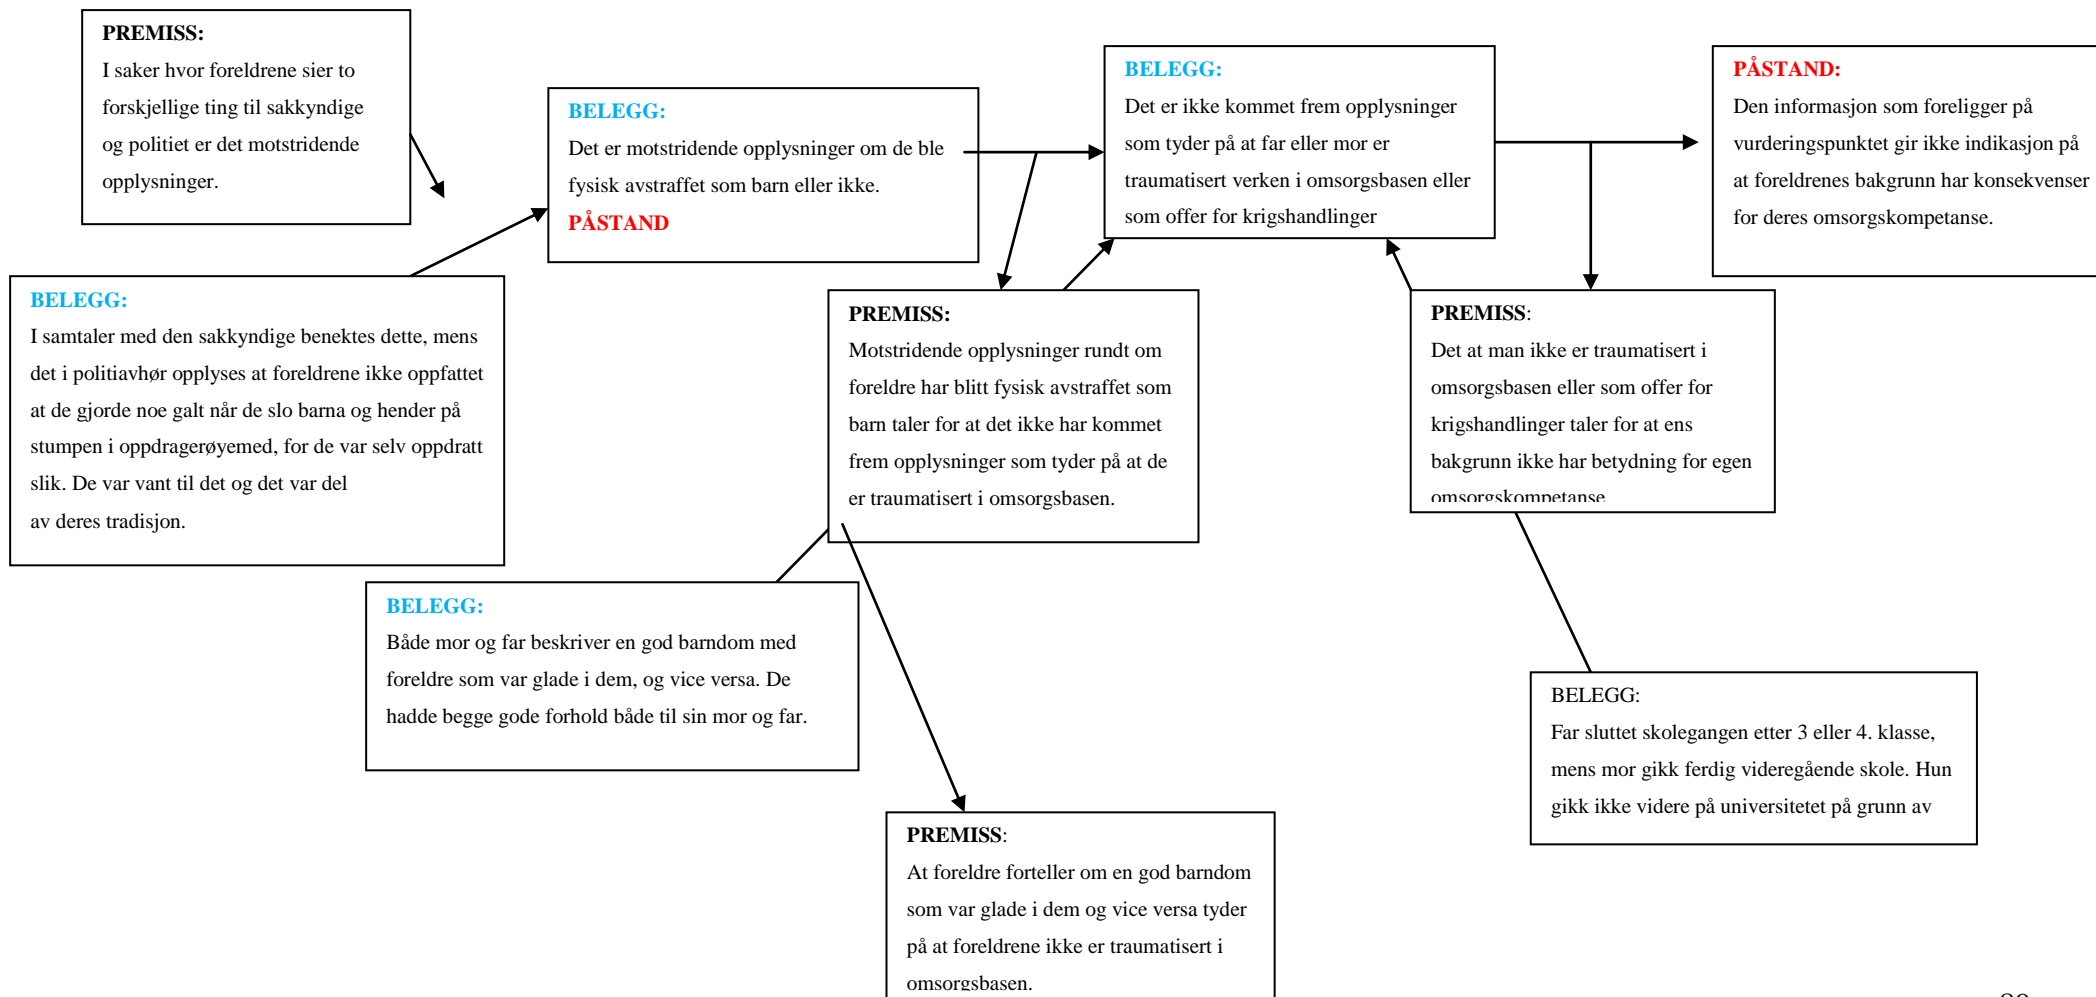 PREMISS:
I saker hvor foreldrene sier to
forskjellige ting til sakkyndige
og politiet er det motstridende
opplysninger.
BELEGG:
Det er motstridende opplysninger om de ble
fysisk avstraffet som barn eller ikke.
PÅSTAND
BELEGG:
Det er ikke kommet frem opplysninger
som tyder på at far eller mor er
traumatisert verken i omsorgsbasen eller
som offer for krigshandlinger
PÅSTAND:
Den informasjon som foreligger på
vurderingspunktet gir ikke indikasjon på
at foreldrenes bakgrunn har konsekvenser
for deres omsorgskompetanse.
BELEGG:
I samtaler med den sakkyndige benektes dette, mens
det i politiavhør opplyses at foreldrene ikke oppfattet
at de gjorde noe galt når de slo barna og hender på
stumpen i oppdragerøyemed, for de var selv oppdratt
slik. De var vant til det og det var del
av deres tradisjon.
PREMISS:
Motstridende opplysninger rundt om
foreldre har blitt fysisk avstraffet som
barn taler for at det ikke har kommet
frem opplysninger som tyder på at de
er traumatisert i omsorgsbasen.
PREMISS:
Det at man ikke er traumatisert i
omsorgsbasen eller som offer for
krigshandlinger taler for at ens
bakgrunn ikke har betydning for egen
omsorgskompetanse
BELEGG:
Både mor og far beskriver en god barndom med
foreldre som var glade i dem, og vice versa. De
hadde begge gode forhold både til sin mor og far.
BELEGG:
Far sluttet skolegangen etter 3 eller 4. klasse,
mens mor gikk ferdig videregående skole. Hun
gikk ikke videre på universitetet på grunn av
PREMISS:
At foreldre forteller om en god barndom
som var glade i dem og vice versa tyder
på at foreldrene ikke er traumatisert i
omsorgsbasen.